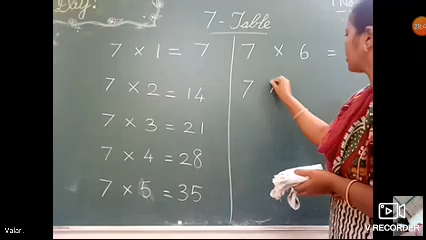 Day!
7 - Table
7 × 1 = 7
7 × 2 = 14
7 × 3 = 21
7 × 4 = 28
7 × 5 = 35
7 × 6 =
7
Valar.
V RECORDER